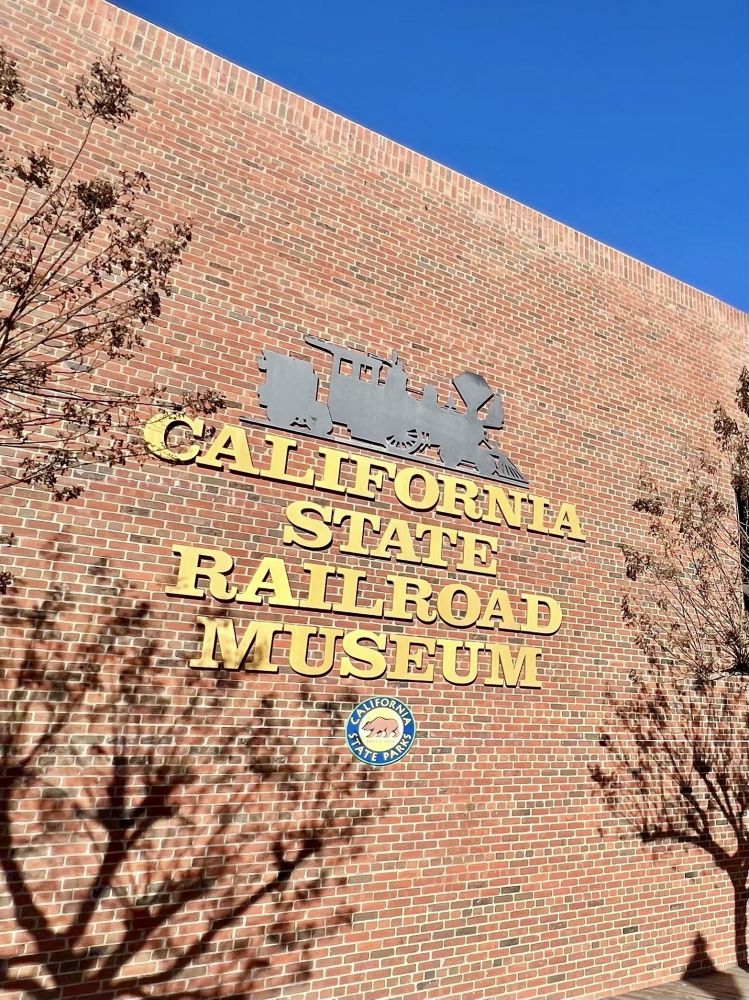 CALIFORNIA
STATE
RAILROAD
MUSEUM
CALIFORNIA
STATE PARKS